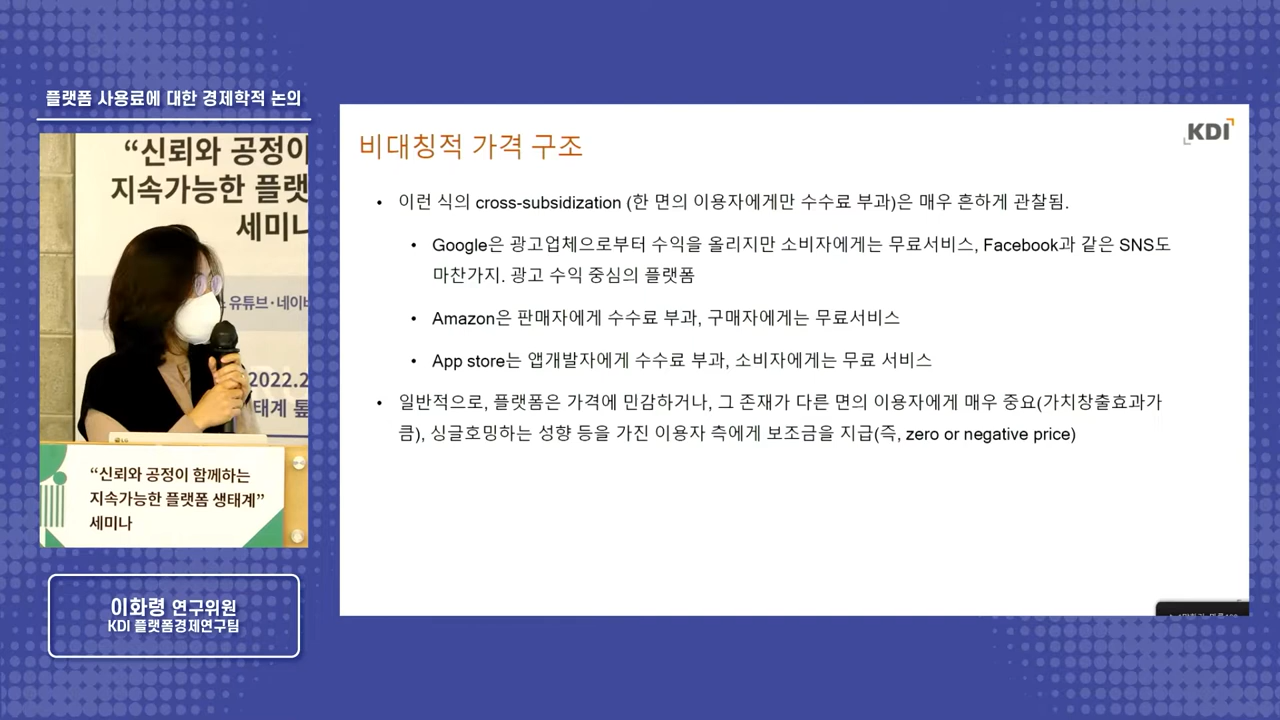 플랫폼 사용료에 대한 경제학적 논의
“신뢰와 공정이
지속가능한 플랫
세미나
유튜브·네이버
2022.2
태계
“신뢰와 공정이 함께하는
지속가능한 플랫폼 생태계”
세미나
이화령 연구위원
KDI 플랫폼경제연구팀
KDI
비대칭적 가격 구조
• 이런 식의 cross-subsidization (한 면의 이용자에게만 수수료 부과)은 매우 흔하게 관찰됨.
• Google은 광고업체으로부터 수익을 올리지만 소비자에게는 무료서비스, Facebook과 같은 SNS도
마찬가지. 광고 수익 중심의 플랫폼
• Amazon은 판매자에게 수수료 부과, 구매자에게는 무료서비스
• App store는 앱개발자에게 수수료 부과, 소비자에게는 무료 서비스
• 일반적으로, 플랫폼은 가격에 민감하거나, 그 존재가 다른 면의 이용자에게 매우 중요(가치창출효과가
큼), 싱글호밍하는 성향 등을 가진 이용자 측에게 보조금을 지급(즉, zero or negative price)